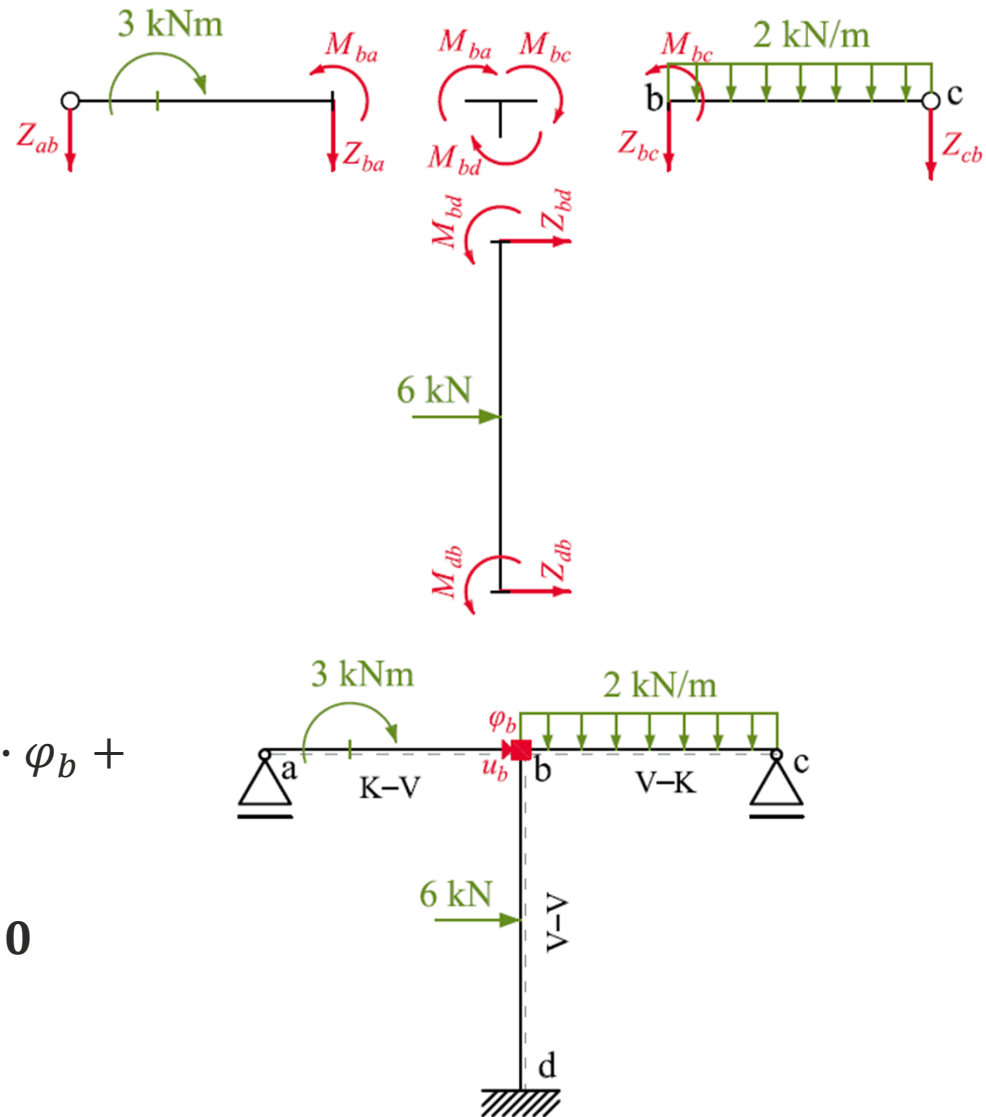 3 kNm
M_ba
M_ba
M_bc
M_bc
2 kN/m
b
c
Z_ab
Z_ba
M_bd
Z_bc
Z_cb
M_bd
Z_bd
6 kN
M_db
Z_db
3 kNm
2 kN/m
φ_b
· φ_b +
a
u_b
b
c
K–V
V–K
6 kN
V–V
0
d